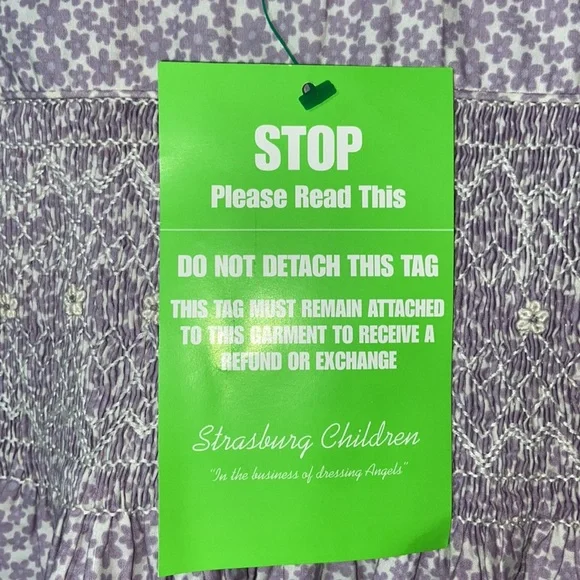 STOP
Please Read This
DO NOT DETACH THIS TAG
THIS TAG MUST REMAIN ATTACHED
TO THIS GARMENT TO RECEIVE A
REFUND OR EXCHANGE
Strasburg Children
"In the business of dressing Angels"